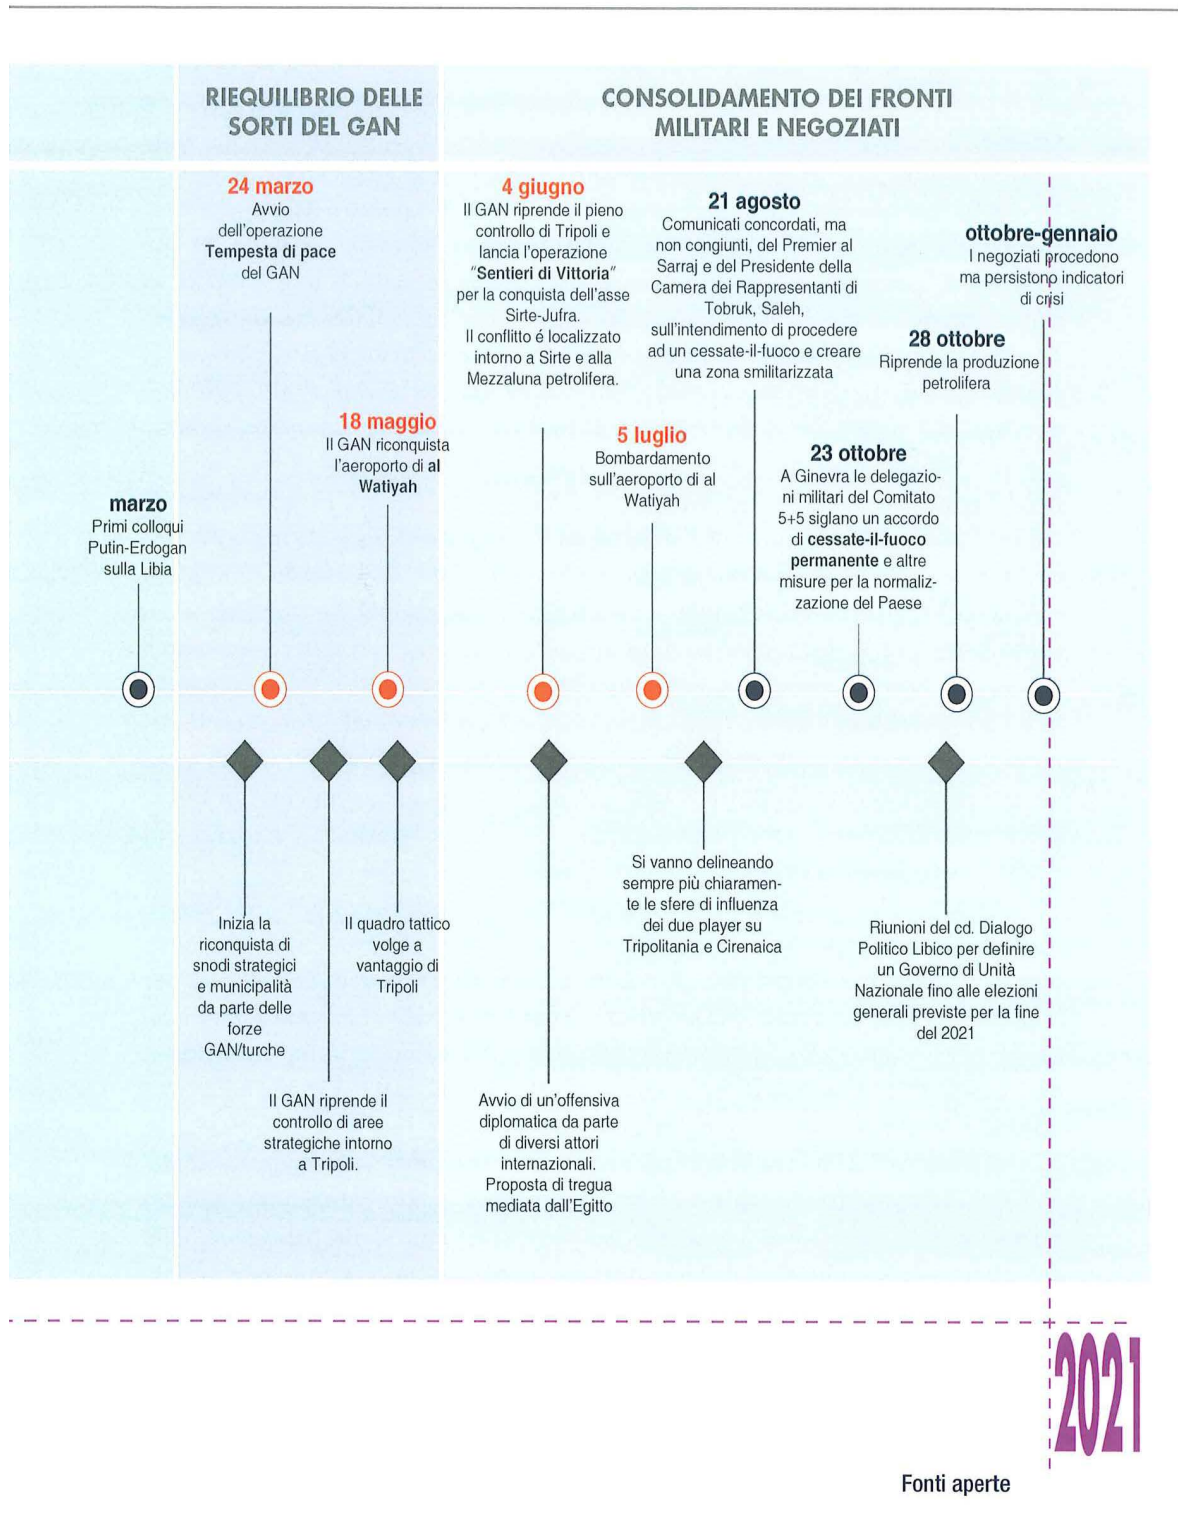 RIEQUILIBRIO DELLE
SORTI DEL GAN
CONSOLIDAMENTO DEI FRONTI
MILITARI E NEGOZIATI
marzo
Primi colloqui
Putin-Erdogan
sulla Libia
24 marzo
Avvio
dell'operazione
Tempesta di pace
del GAN
18 maggio
Il GAN riconquista
l'aeroporto di al
Watiyah
4 giugno
Il GAN riprende il pieno
controllo di Tripoli e
lancia l'operazione
"Sentieri di Vittoria"
per la conquista dell'asse
Sirte-Jufra.
Il conflitto é localizzato
intorno a Sirte e alla
Mezzaluna petrolifera.
5 luglio
Bombardamento
sull'aeroporto di al
Watiyah
21 agosto
Comunicati concordati, ma
non congiunti, del Premier al
Sarraj e del Presidente della
Camera dei Rappresentanti di
Tobruk, Saleh,
sull'intendimento di procedere
ad un cessate-il-fuoco e creare
una zona smilitarizzata
23 ottobre
A Ginevra le delegazio-
ni militari del Comitato
5+5 siglano un accordo
di cessate-il-fuoco
permanente e altre
misure per la normaliz-
zazione del Paese
28 ottobre
Riprende la produzione
petrolifera
ottobre-gennaio
I negoziati procedono
ma persistono indicatori
di crisi
Inizia la
riconquista di
snodi strategici
e municipalità
da parte delle
forze
GAN/turche
Il GAN riprende il
controllo di aree
strategiche intorno
a Tripoli.
Il quadro tattico
volge a
vantaggio di
Tripoli
Avvio di un'offensiva
diplomatica da parte
di diversi attori
internazionali.
Proposta di tregua
mediata dall'Egitto
Si vanno delineando
sempre più chiaramen-
te le sfere di influenza
dei due player su
Tripolitania e Cirenaica
Riunioni del cd. Dialogo
Politico Libico per definire
un Governo di Unità
Nazionale fino alle elezioni
generali previste per la fine
del 2021
2021
Fonti aperte